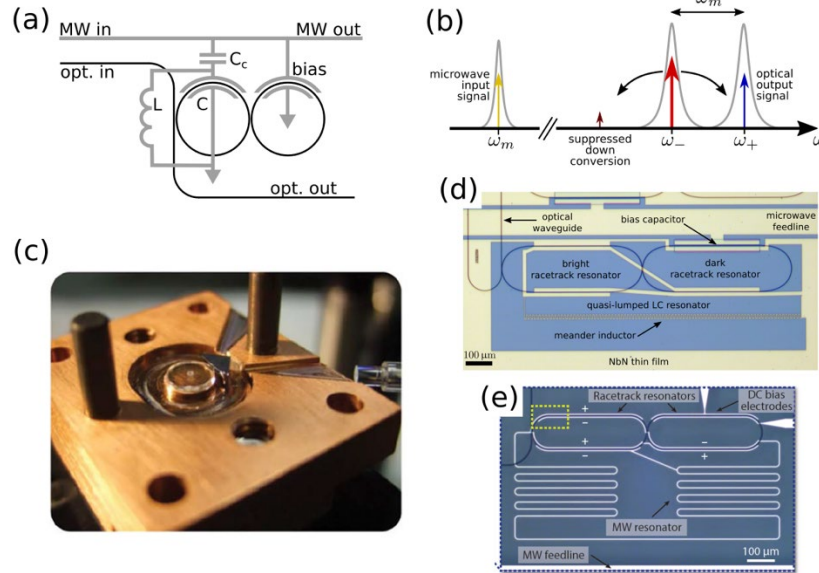 (a)
MW in
MW out
C_c
opt. in
bias
L
C
opt. out
(b)
ω_m
microwave
input
signal
optical
output
signal
suppressed
down
conversion
ω_m
ω_−
ω_+
ω
(c)
(d)
optical
waveguide
bias capacitor
microwave
feedline
bright
racetrack resonator
dark
racetrack resonator
quasi-lumped LC resonator
meander inductor
100 μm
NbN thin film
(e)
Racetrack resonators
DC bias
electrodes
+
−
+
−
−
+
MW resonator
MW feedline
100 μm